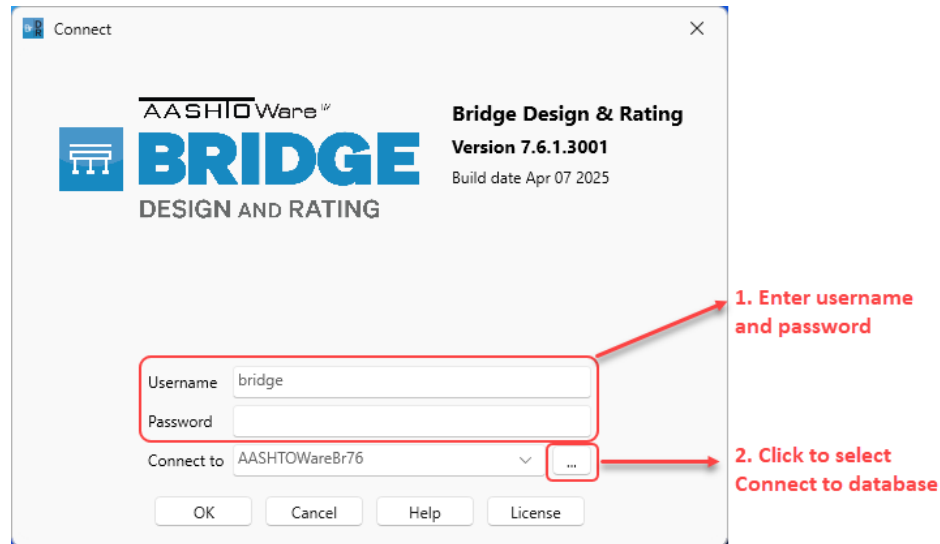 Br DR Connect
AASHTOWare
BRIDGE
DESIGN AND RATING
Bridge Design & Rating
Version 7.6.1.3001
Build date Apr 07 2025
1. Enter username
and password
Username bridge
Password
Connect to AASHTOWareBr76 ...
2. Click to select
Connect to database
OK Cancel Help License